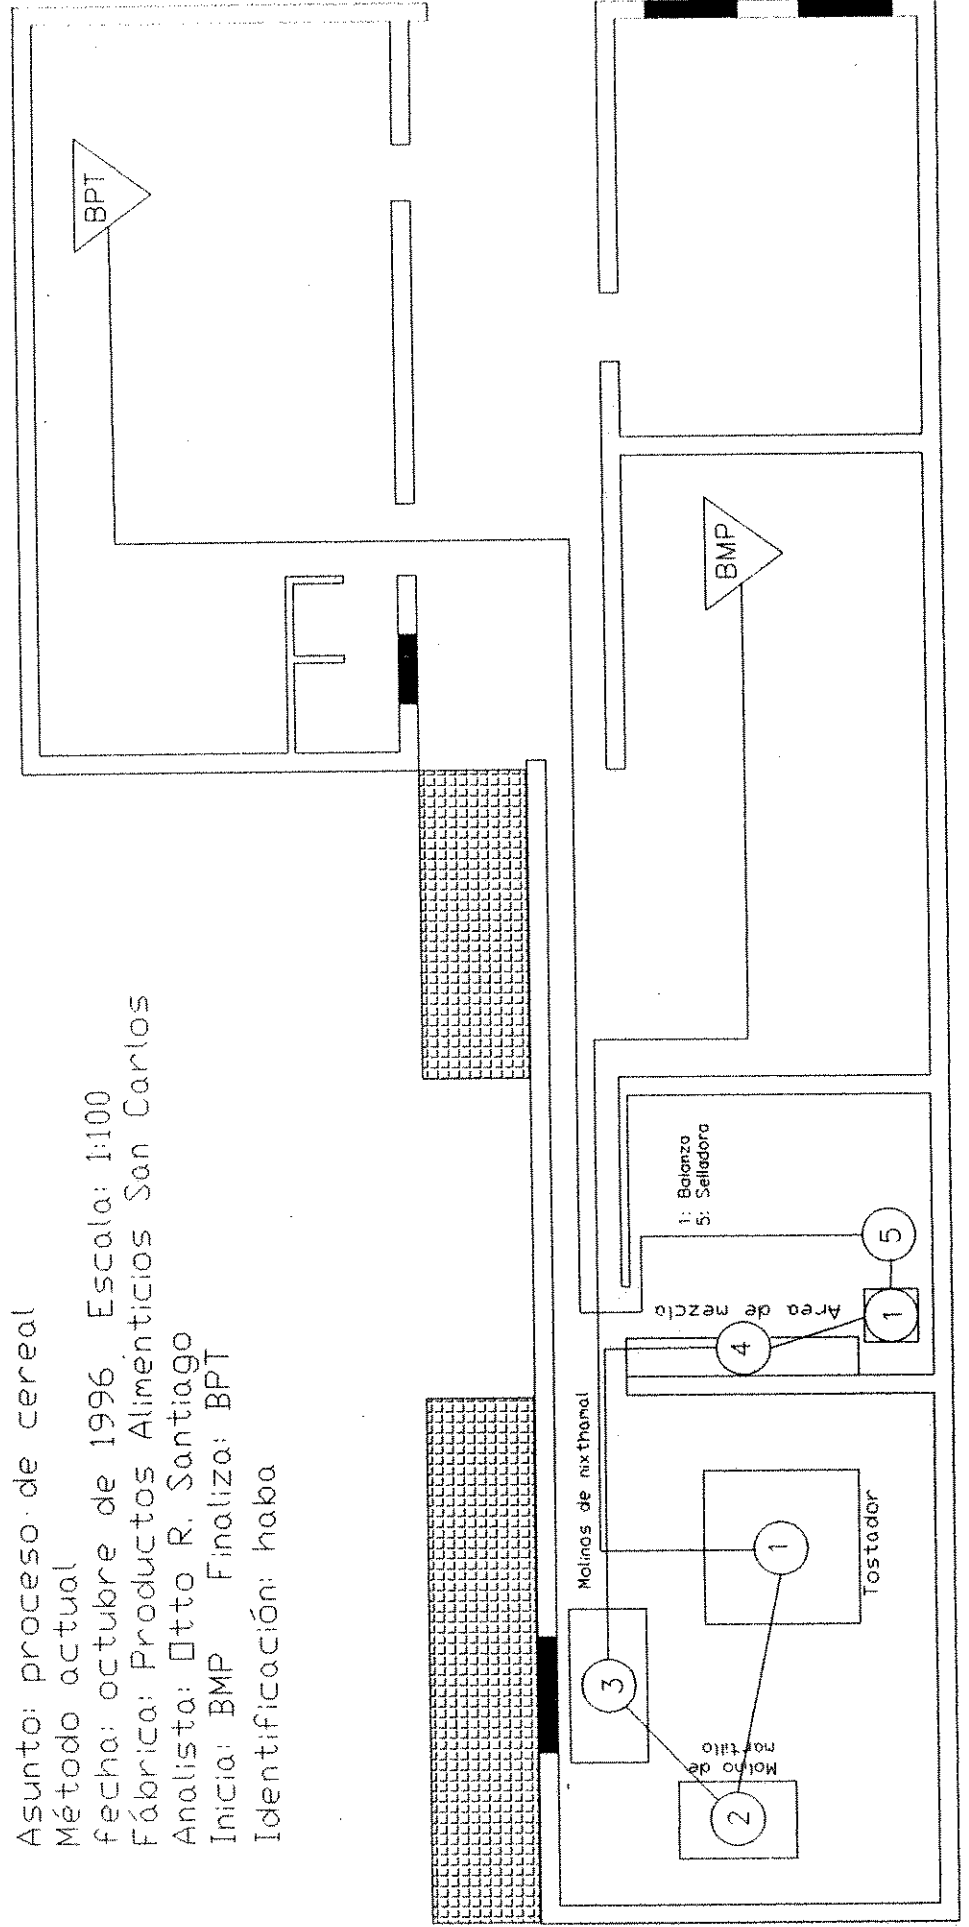 Asunto: proceso de cereal
Método actual
fecha: octubre de 1996 Escala: 1:100
Fábrica: Productos Alimenticios San Carlos
Analista: Otto R. Santiago
Inicia: BMP Finaliza: BPT
Identificación: haba
BPT
BMP
1: Balanza
5: Selladora
Area de mezcla
5
1
4
Molinos de nixthamal
1
Tostador
3
Molino de
martillo
2